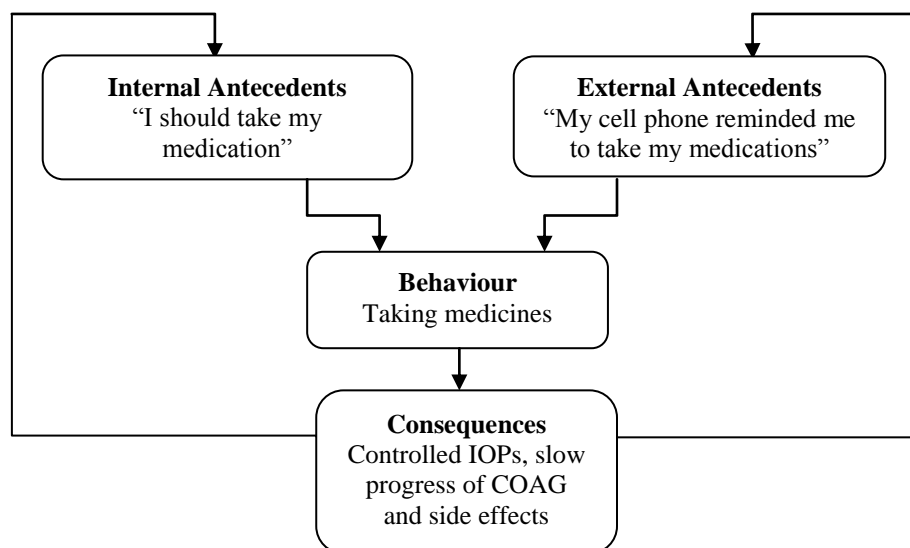 Internal Antecedents
“I should take my
medication”
External Antecedents
“My cell phone reminded me
to take my medications”
Behaviour
Taking medicines
Consequences
Controlled IOPs, slow
progress of COAG
and side effects